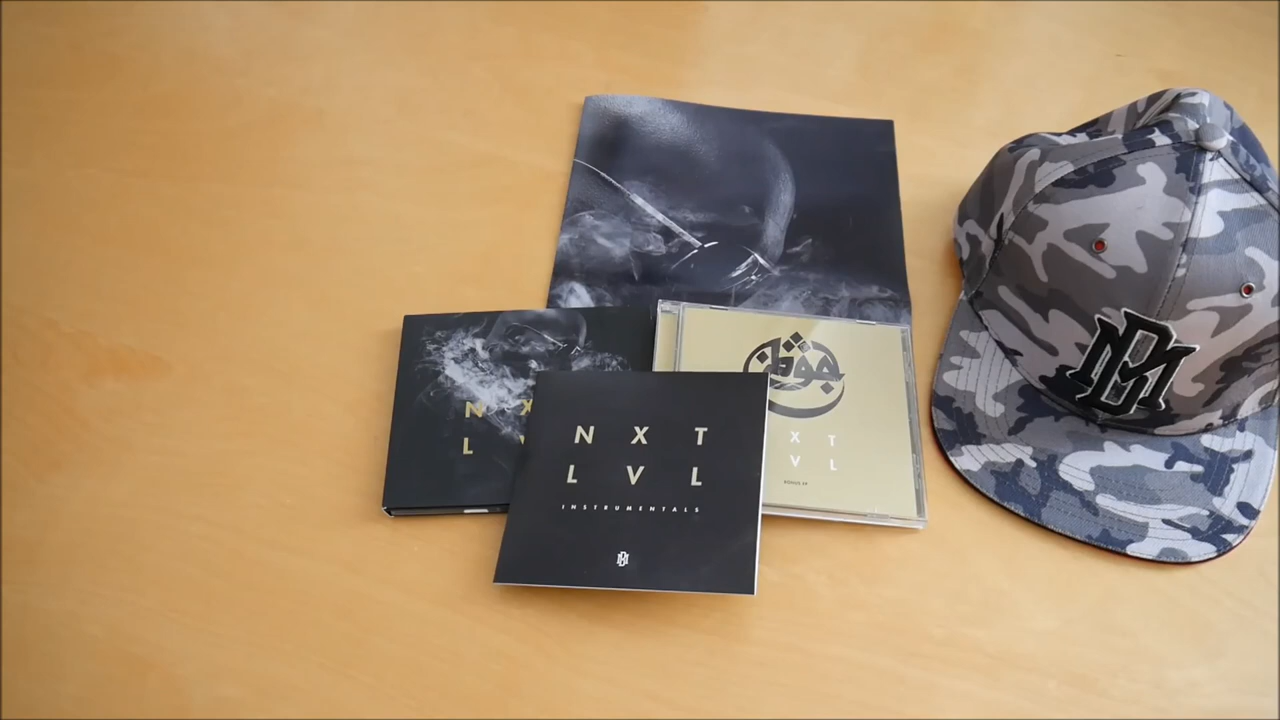 N X
L V
N X T
L V L
INSTRUMENTALS
X T
V L
BONUS EP